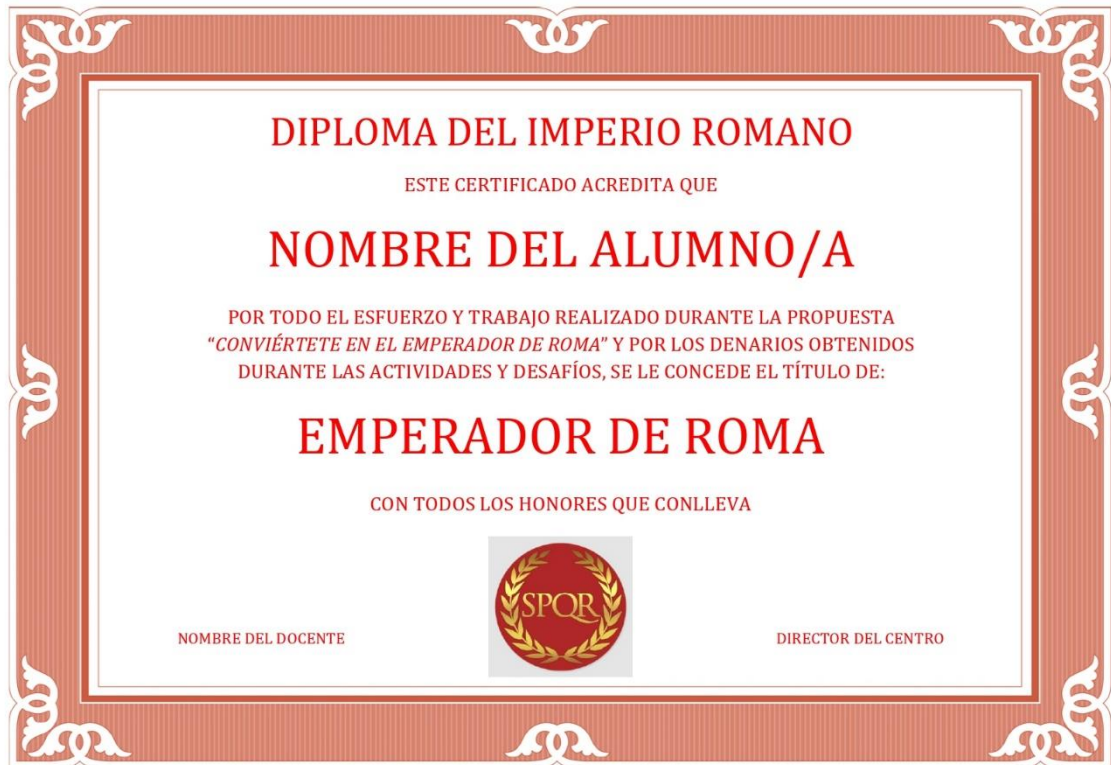 DIPLOMA DEL IMPERIO ROMANO
ESTE CERTIFICADO ACREDITA QUE
NOMBRE DEL ALUMNO/A
POR TODO EL ESFUERZO Y TRABAJO REALIZADO DURANTE LA PROPUESTA
“CONVIÉRTETE EN EL EMPERADOR DE ROMA” Y POR LOS DENARIOS OBTENIDOS
DURANTE LAS ACTIVIDADES Y DESAFÍOS, SE LE CONCEDE EL TÍTULO DE:
EMPERADOR DE ROMA
CON TODOS LOS HONORES QUE CONLLEVA
SPQR
NOMBRE DEL DOCENTE
DIRECTOR DEL CENTRO